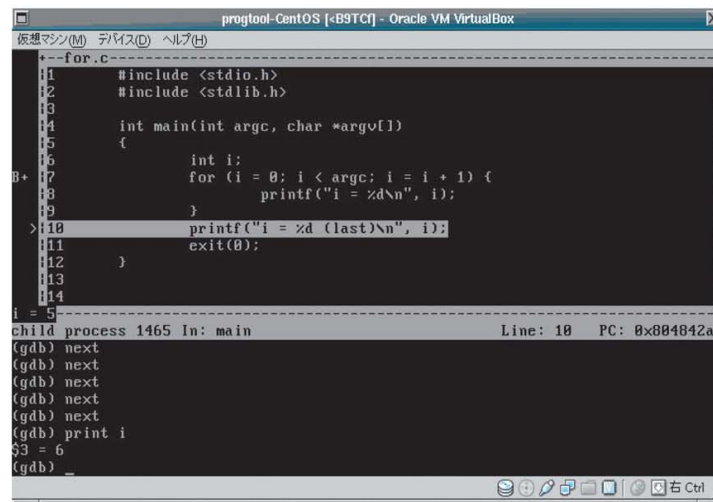 progtool-CentOS [<B9TCf] - Oracle VM VirtualBox
仮想マシン(M) デバイス(D) ヘルプ(H)
+--for.c--------------------------------------------------
1 #include <stdio.h>
2 #include <stdlib.h>
3
4 int main(int argc, char *argv[])
5 {
6 int i;
B+ 7 for (i = 0; i < argc; i = i + 1) {
8 printf("i = %d\n", i);
9 }
>10 printf("i = %d (last)\n", i);
11 exit(0);
12 }
13
14
i = 5--------------------------------------------------
child process 1465 In: main Line: 10 PC: 0x804842a
(gdb) next
(gdb) next
(gdb) next
(gdb) next
(gdb) next
(gdb) print i
$3 = 6
(gdb) _
右 Ctrl